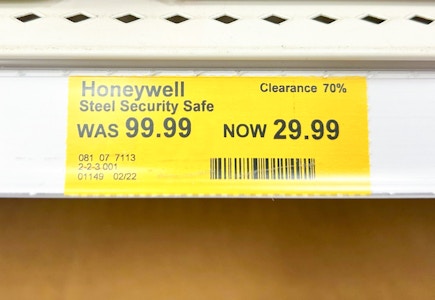 Honeywell Clearance 70%
Steel Security Safe
WAS 99.99 NOW 29.99
081 07 7113
2-2-3 001
01149 02/22